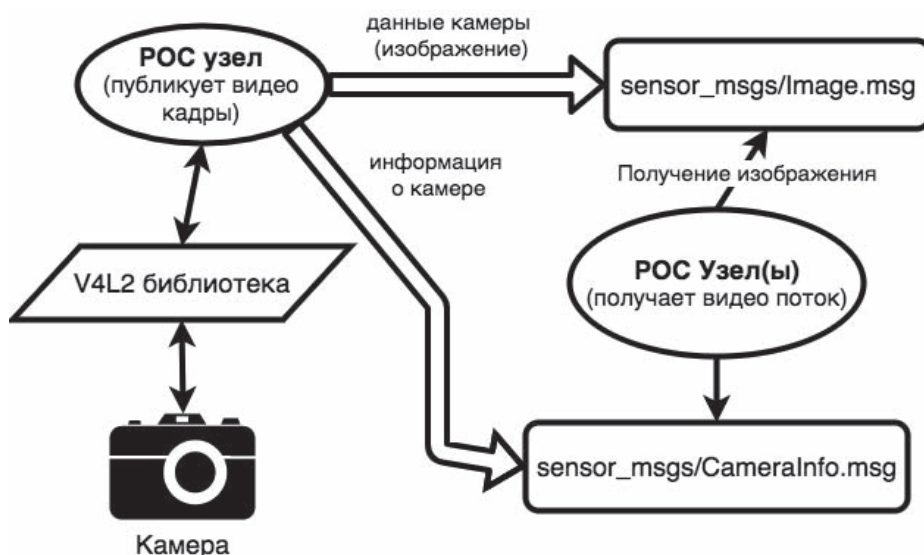 данные камеры
(изображение)
РОС узел
(публикует видео
кадры)
sensor_msgs/Image.msg
информация
о камере
Получение изображения
V4L2 библиотека
РОС Узел(ы)
(получает видео поток)
sensor_msgs/CameraInfo.msg
Камера